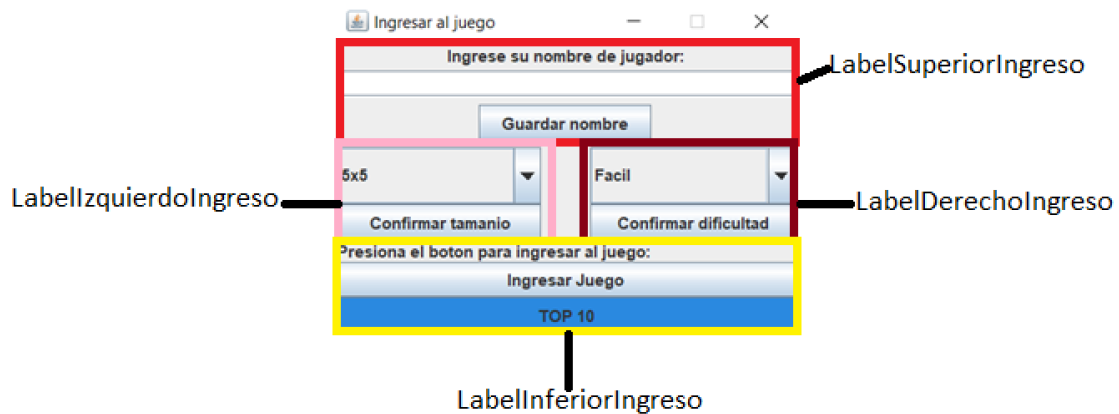 Ingresar al juego
Ingrese su nombre de jugador:
LabelSuperiorIngreso
Guardar nombre
5x5
Facil
LabelIzquierdoIngreso
LabelDerechoIngreso
Confirmar tamanio
Confirmar dificultad
Presiona el boton para ingresar al juego:
Ingresar Juego
TOP 10
LabelInferiorIngreso